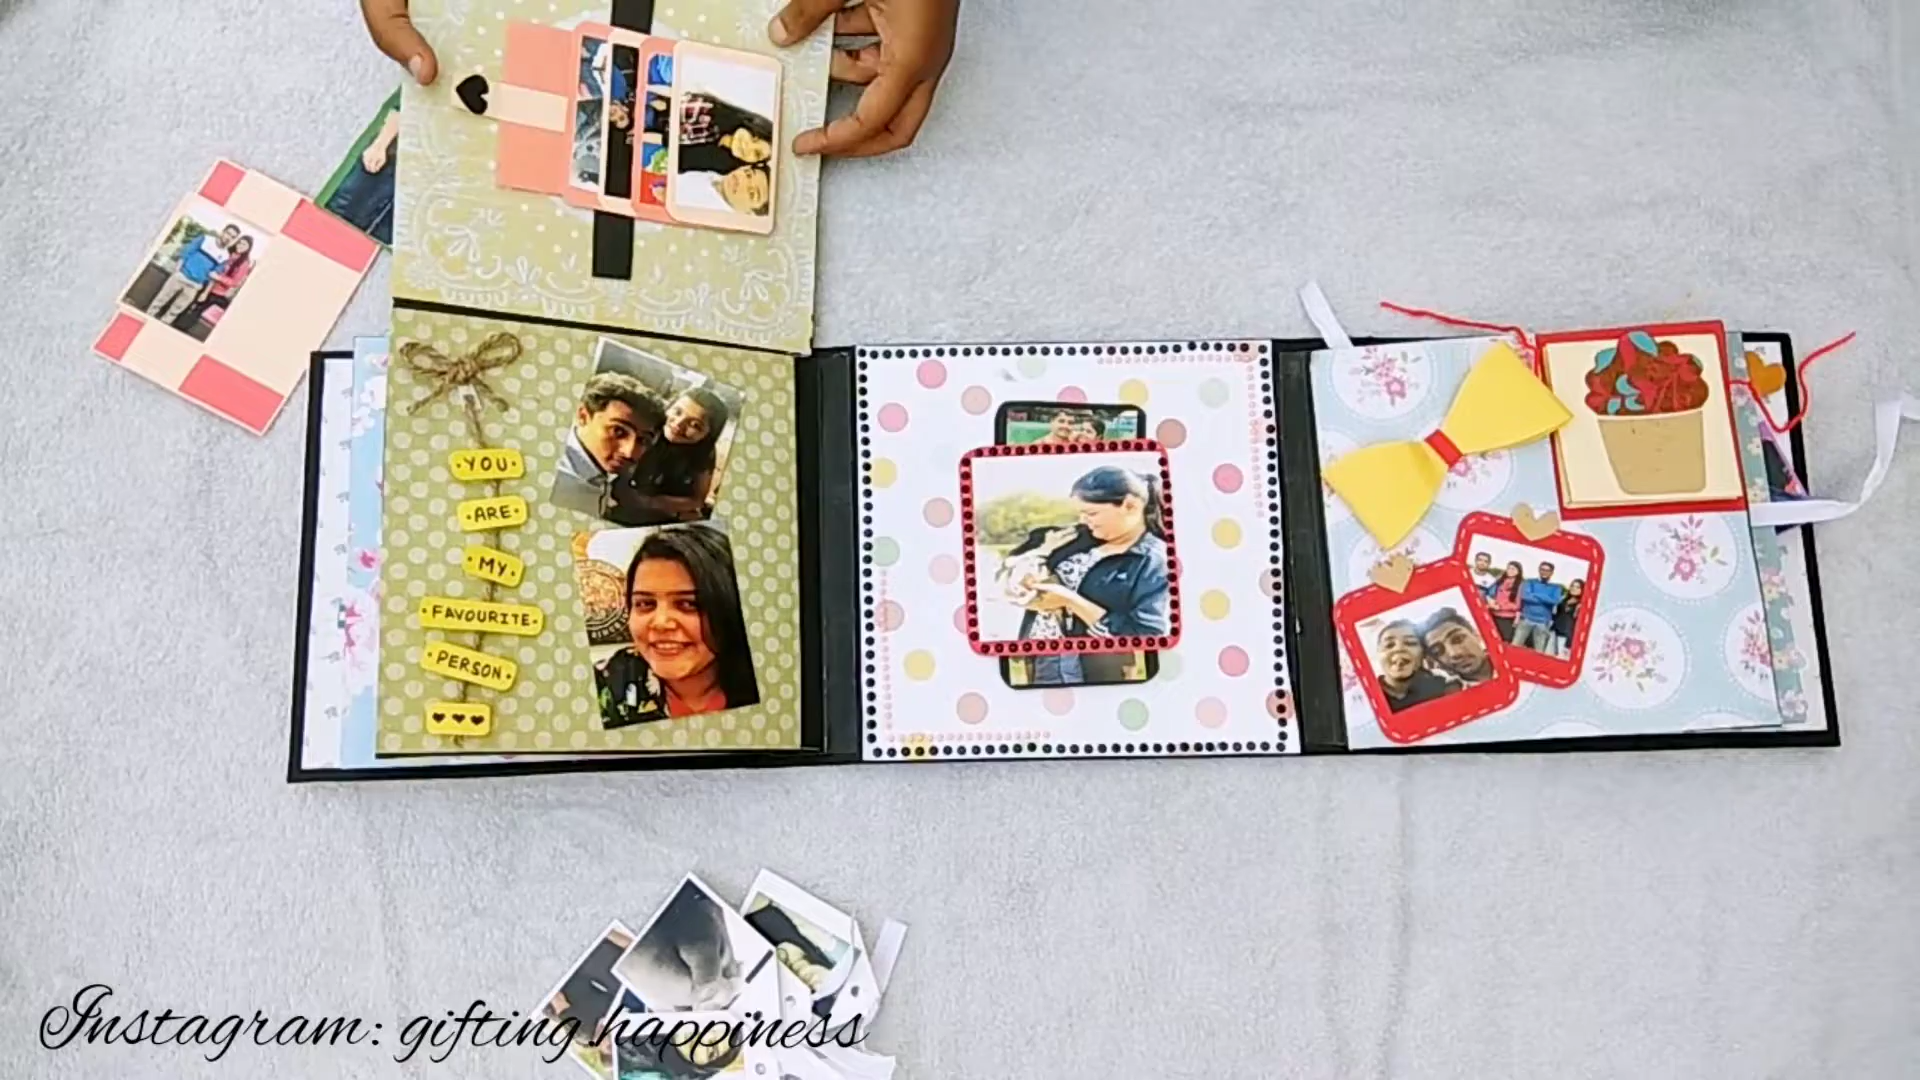 ·YOU·
·ARE·
·MY·
·FAVOURITE·
·PERSON·
Instagram: gifting.happiness